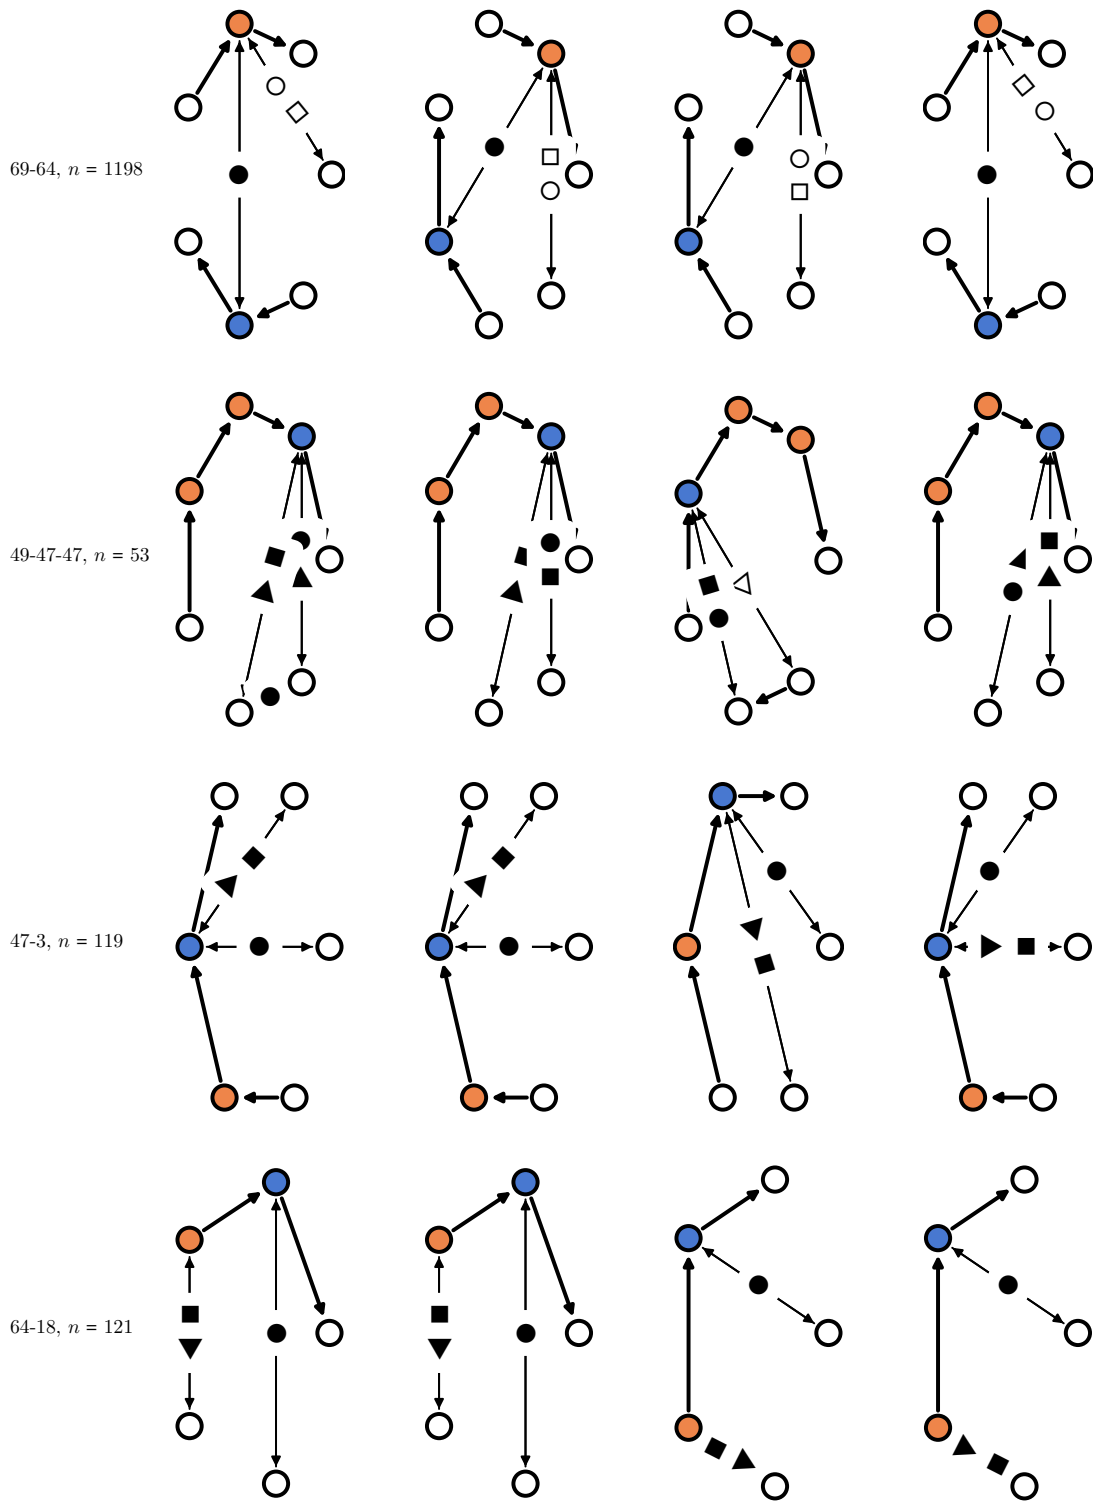 69-64, n = 1198
49-47-47, n = 53
47-3, n = 119
64-18, n = 121